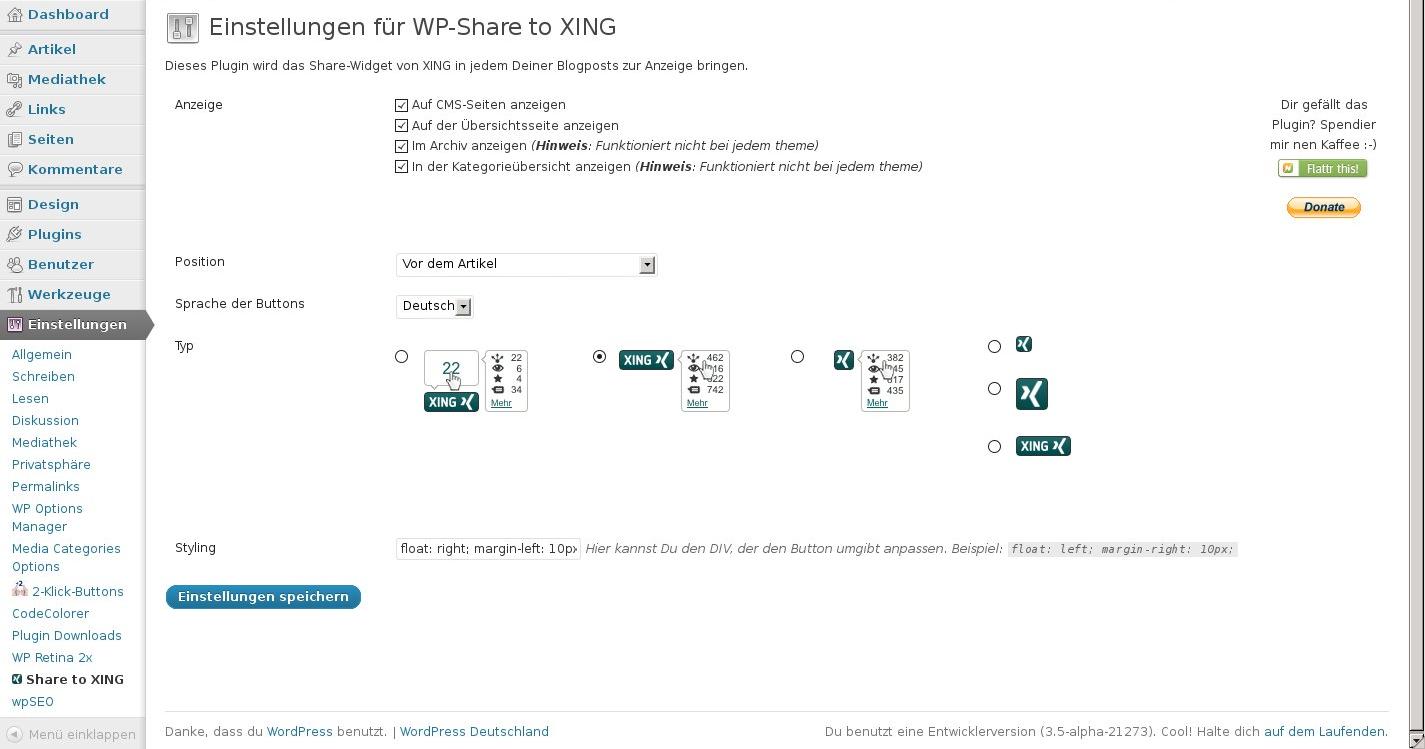 Dashboard
Artikel
Mediathek
Links
Seiten
Kommentare
Design
Plugins
Benutzer
Werkzeuge
Einstellungen
Allgemein
Schreiben
Lesen
Diskussion
Mediathek
Privatsphäre
Permalinks
WP Options
Manager
Media Categories
Options
2-Klick-Buttons
CodeColorer
Plugin Downloads
WP Retina 2x
Share to XING
wpSEO
Menü einklappen
Einstellungen für WP-Share to XING
Dieses Plugin wird das Share-Widget von XING in jedem Deiner Blogposts zur Anzeige bringen.
Anzeige
Auf CMS-Seiten anzeigen
Auf der Übersichtsseite anzeigen
Im Archiv anzeigen (Hinweis: Funktioniert nicht bei jedem theme)
In der Kategorieübersicht anzeigen (Hinweis: Funktioniert nicht bei jedem theme)
Dir gefällt das
Plugin? Spendier
mir nen Kaffee :-)
Flattr this!
Donate
Position
Vor dem Artikel
Sprache der Buttons
Deutsch
Typ
22
XING
22
6
4
34
Mehr
XING
462
16
22
742
Mehr
382
45
17
435
Mehr
XING
Styling
float: right; margin-left: 10px
Hier kannst Du den DIV, der den Button umgibt anpassen. Beispiel: float: left; margin-right: 10px;
Einstellungen speichern
Danke, dass du WordPress benutzt. | WordPress Deutschland
Du benutzt eine Entwicklerversion (3.5-alpha-21273). Cool! Halte dich auf dem Laufenden.